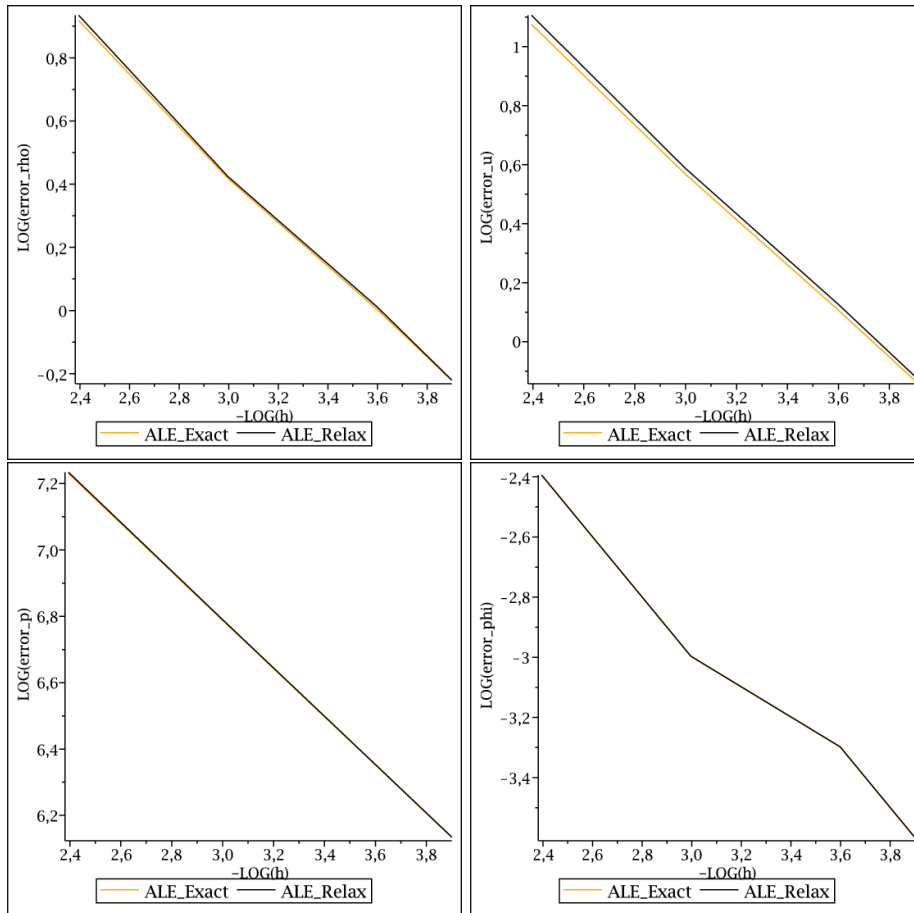 0,8
0,6
0,4
0,2
0
−0,2
LOG(error_rho)
2,4 2,6 2,8 3,0 3,2 3,4 3,6 3,8
−LOG(h)
ALE_Exact ALE_Relax
1
0,8
0,6
0,4
0,2
0
LOG(error_u)
2,4 2,6 2,8 3,0 3,2 3,4 3,6 3,8
−LOG(h)
ALE_Exact ALE_Relax
7,2
7,0
6,8
6,6
6,4
6,2
LOG(error_p)
2,4 2,6 2,8 3,0 3,2 3,4 3,6 3,8
−LOG(h)
ALE_Exact ALE_Relax
−2,4
−2,6
−2,8
−3
−3,2
−3,4
LOG(error_phi)
2,4 2,6 2,8 3,0 3,2 3,4 3,6 3,8
−LOG(h)
ALE_Exact ALE_Relax